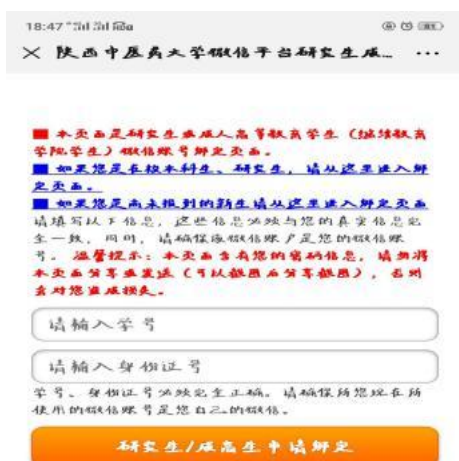 18:47
陕西中医药大学微信平台研究生成… ...
■ 本页面是研究生或成人高等教育学生（继续教育
学院学生）微信账号绑定页面。
■ 如果您是在校本科生、研究生，请从这里进入绑
定页面。
■ 如果您是尚未报到的新生请从这里进入绑定页面
请填写以下信息，这些信息必须与您的真实信息完
全一致，同时，请确保该微信账户是您的微信账
号。温馨提示：本页面含有您的密码信息，请勿将
本页面分享或发送（可以截图后分享截图），否则
会对您造成损失。
请输入学号
请输入身份证号
学号、身份证号必须完全正确。请确保所您现在所
使用的微信账号是您自己的微信。
研究生/成高生申请绑定